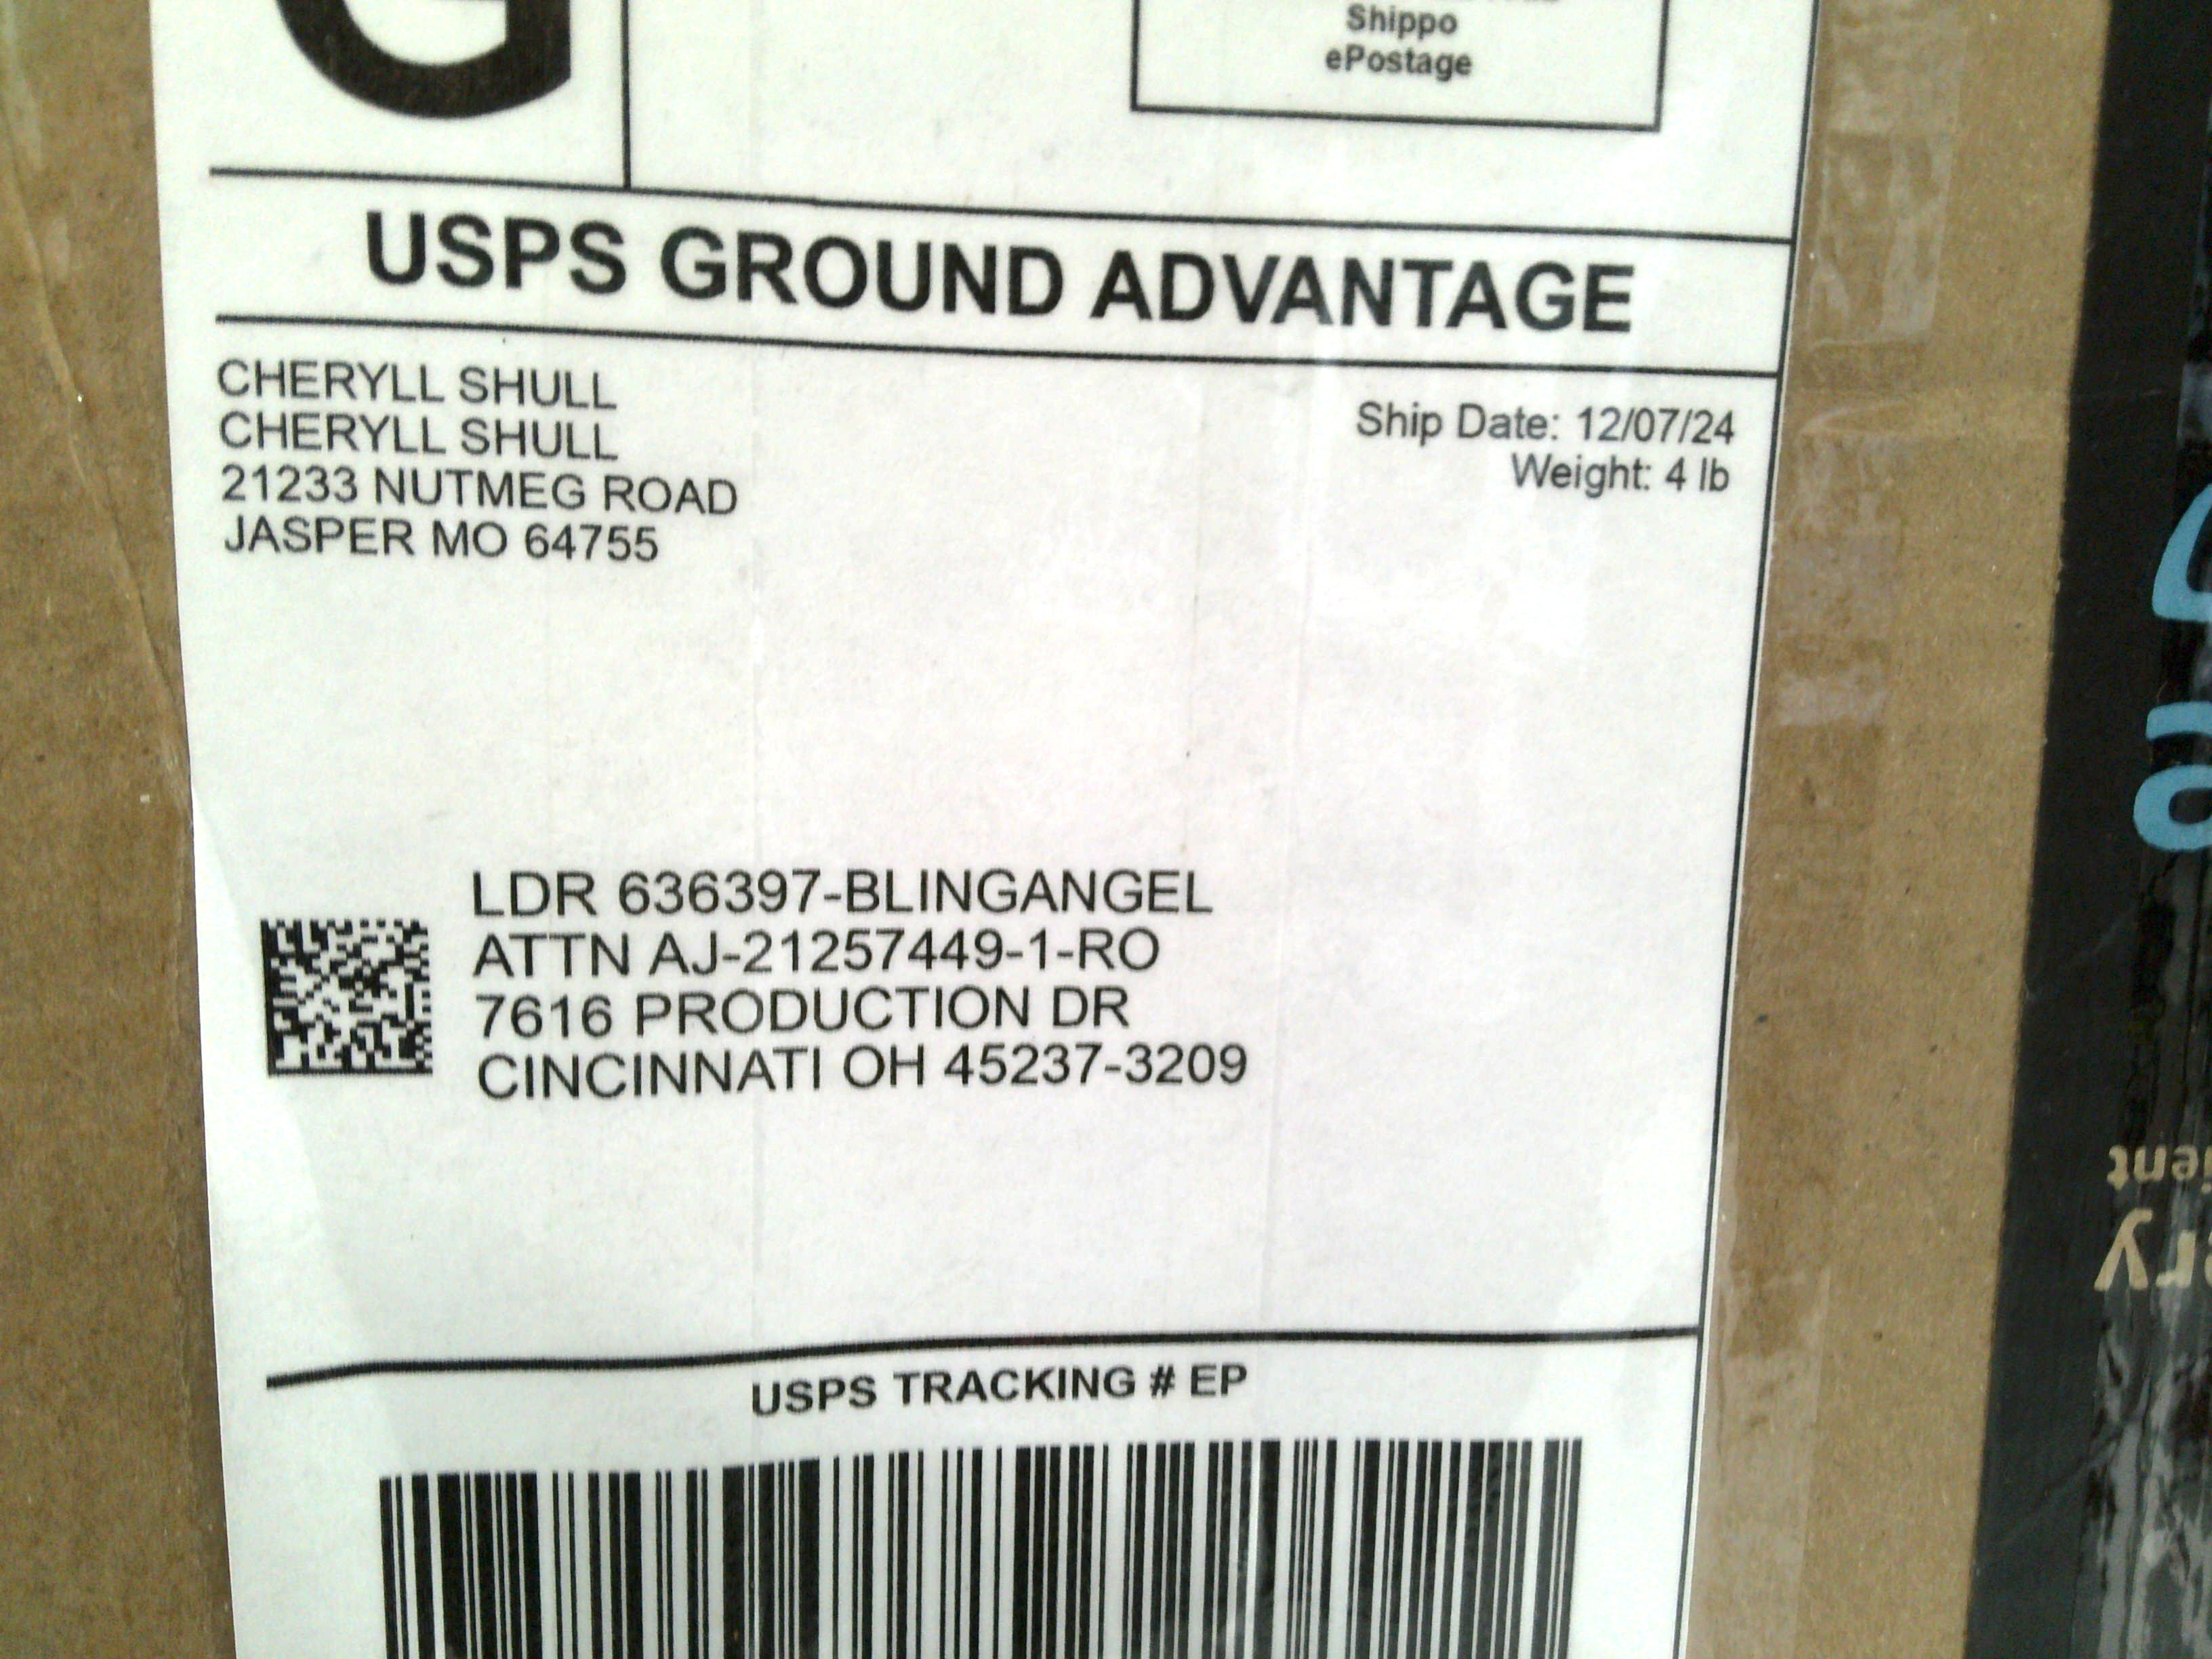 G
Shippo
ePostage
USPS GROUND ADVANTAGE
CHERYLL SHULL
CHERYLL SHULL
21233 NUTMEG ROAD
JASPER MO 64755
Ship Date: 12/07/24
Weight: 4 lb
LDR 636397-BLINGANGEL
ATTN AJ-21257449-1-RO
7616 PRODUCTION DR
CINCINNATI OH 45237-3209
USPS TRACKING # EP